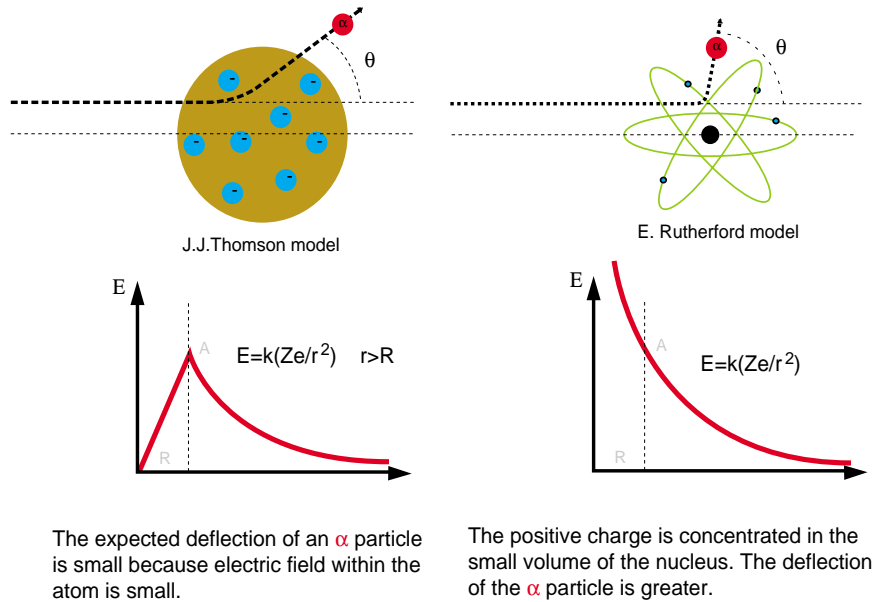 α
θ
- - - - - - - - -
J.J.Thomson model
E
A
E=k(Ze/r²) r>R
R
The expected deflection of an α particle
is small because electric field within the
atom is small.
α
θ
E. Rutherford model
E
A
E=k(Ze/r²)
R
The positive charge is concentrated in the
small volume of the nucleus. The deflection
of the α particle is greater.